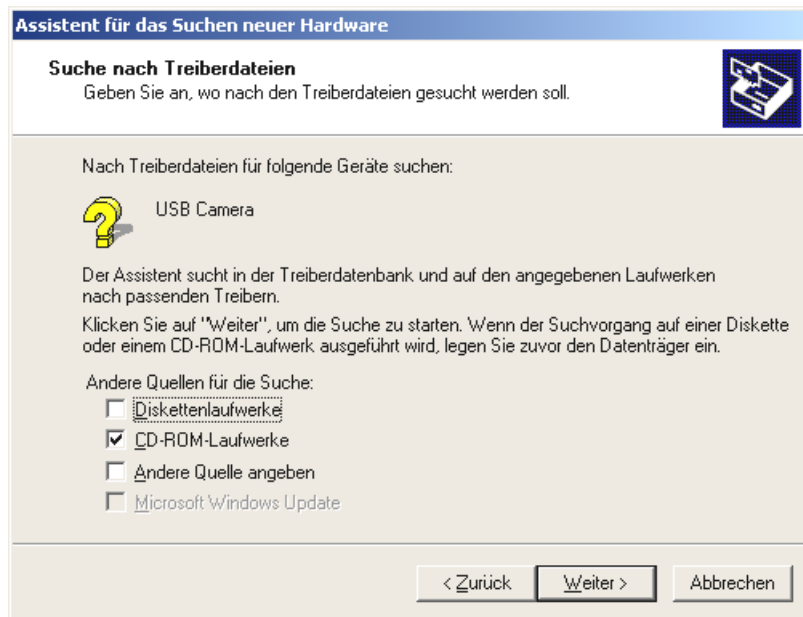 Assistent für das Suchen neuer Hardware
Suche nach Treiberdateien
Geben Sie an, wo nach den Treiberdateien gesucht werden soll.
Nach Treiberdateien für folgende Geräte suchen:
USB Camera
Der Assistent sucht in der Treiberdatenbank und auf den angegebenen Laufwerken
nach passenden Treibern.
Klicken Sie auf "Weiter", um die Suche zu starten. Wenn der Suchvorgang auf einer Diskette
oder einem CD-ROM-Laufwerk ausgeführt wird, legen Sie zuvor den Datenträger ein.
Andere Quellen für die Suche:
Diskettenlaufwerke
CD-ROM-Laufwerke
Andere Quelle angeben
Microsoft Windows Update
< Zurück Weiter > Abbrechen